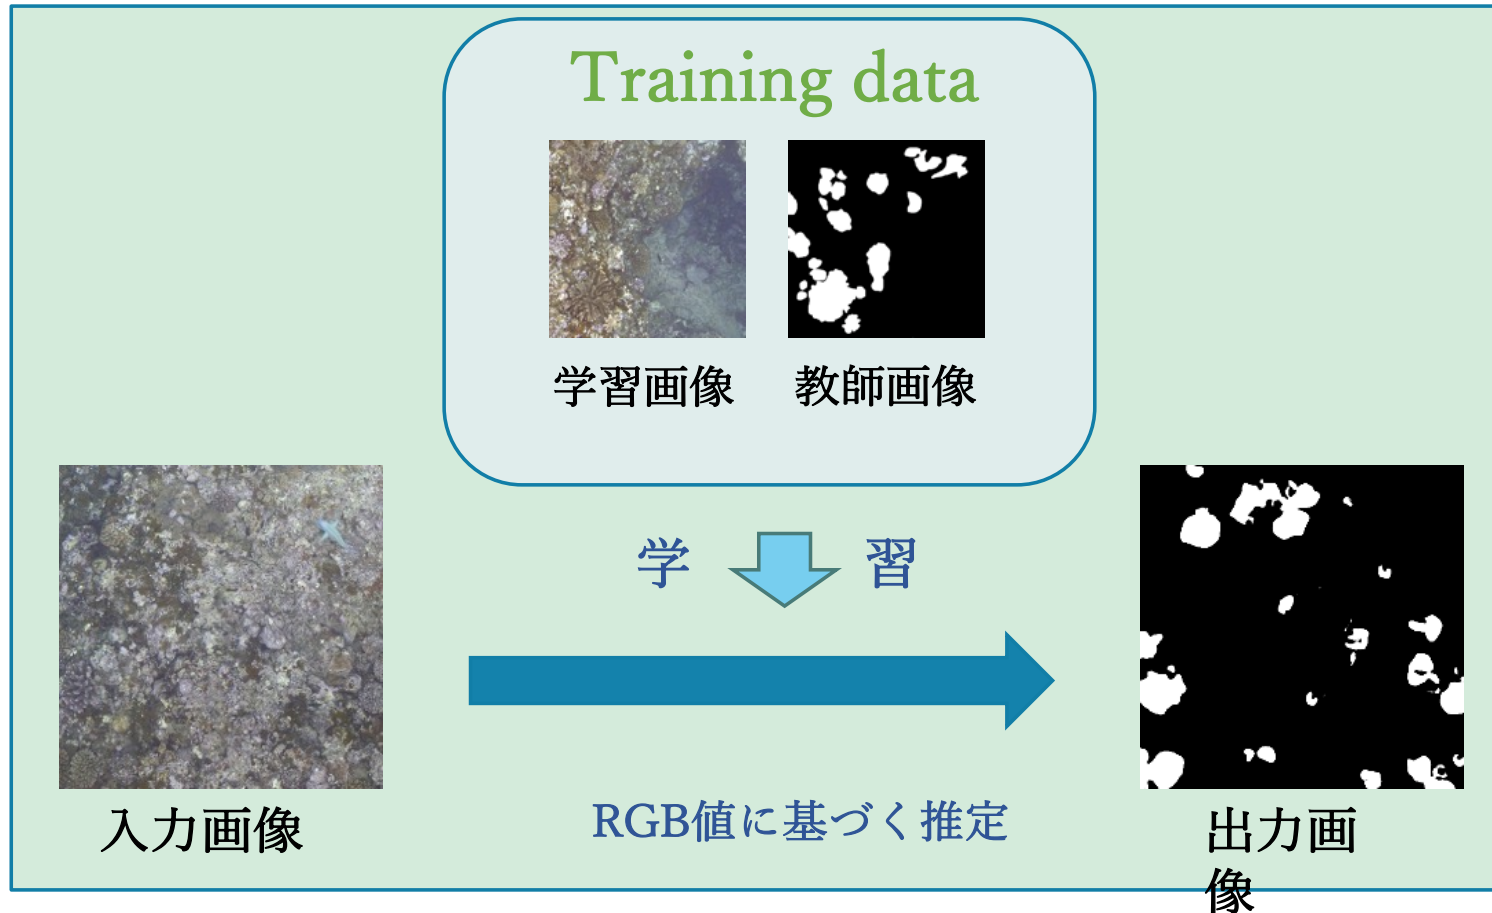 Training data
学習画像
教師画像
学 習
入力画像
RGB値に基づく推定
出力画
像